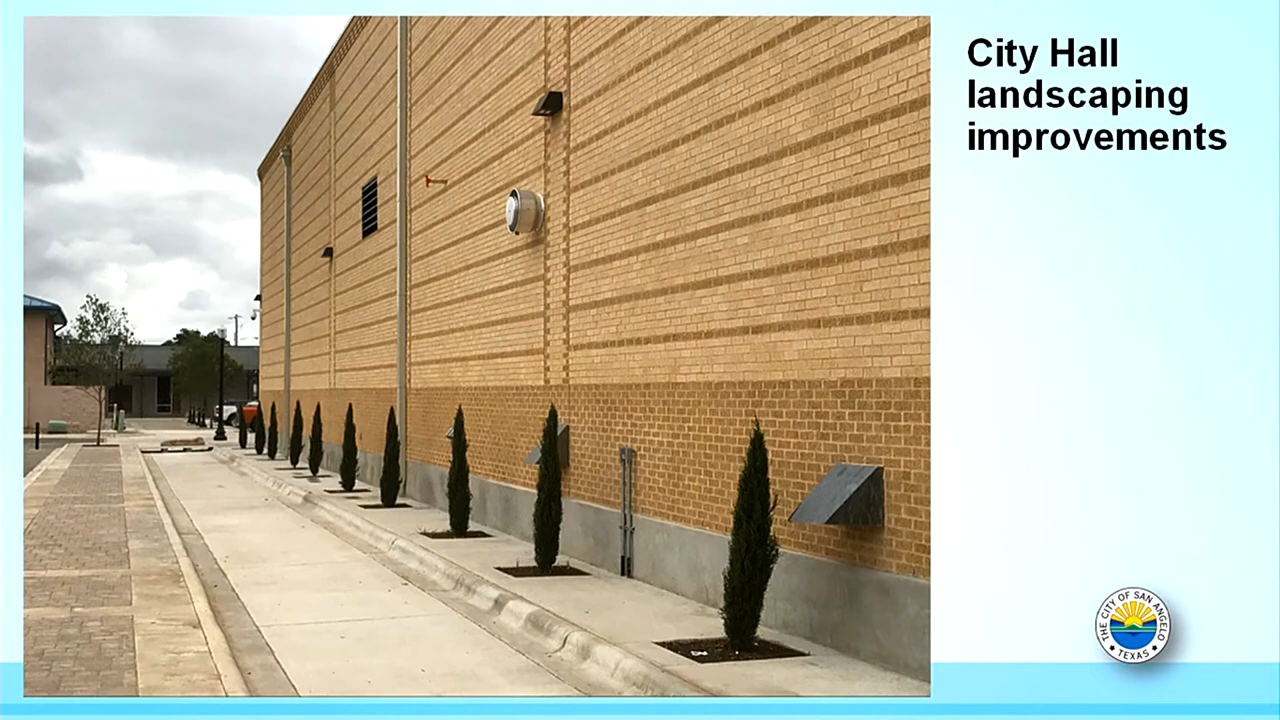 City Hall
landscaping
improvements
THE CITY OF SAN ANGELO
★ TEXAS ★